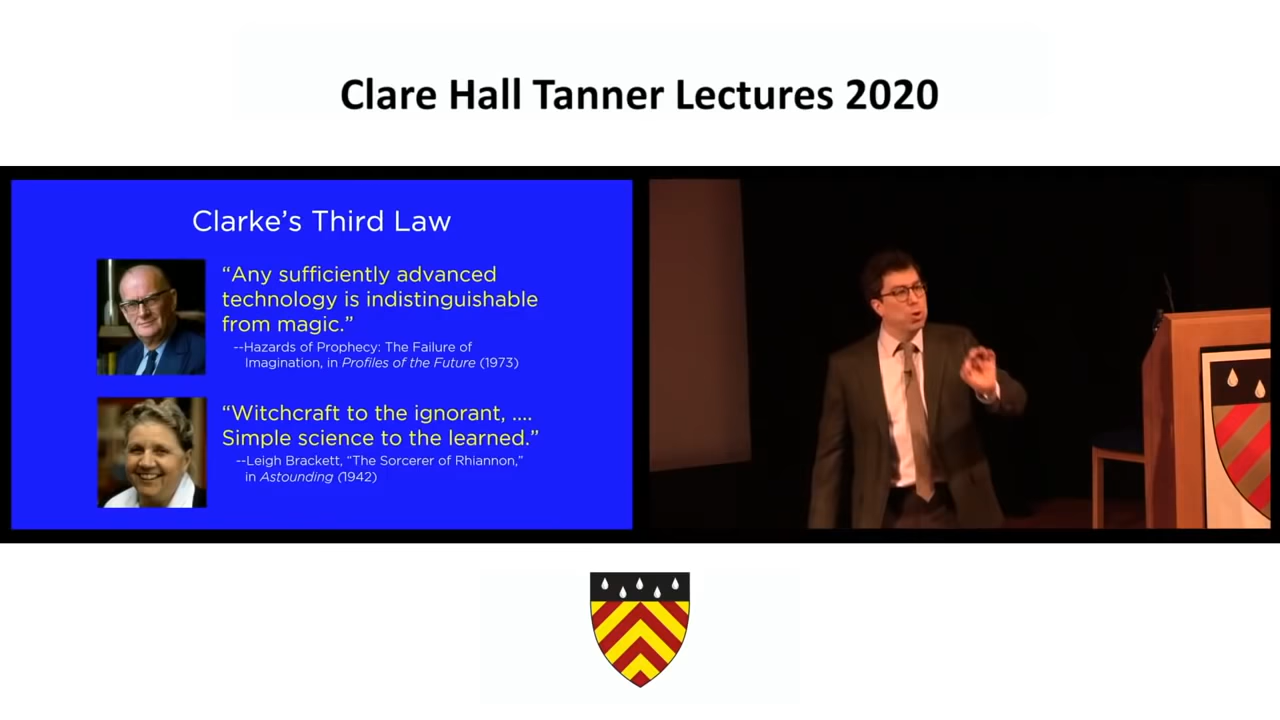 Clare Hall Tanner Lectures 2020
Clarke’s Third Law
“Any sufficiently advanced
technology is indistinguishable
from magic.”
--Hazards of Prophecy: The Failure of
Imagination, in Profiles of the Future (1973)
“Witchcraft to the ignorant, ....
Simple science to the learned.”
--Leigh Brackett, “The Sorcerer of Rhiannon,”
in Astounding (1942)